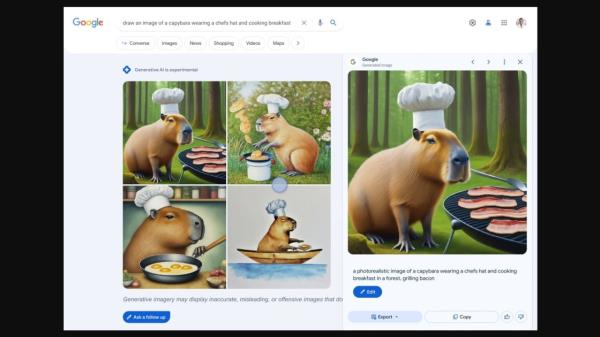 Google
draw an image of a capybara wearing a chefs hat and cooking breakfast
Converse
Images
News
Shopping
Videos
Maps
Generative AI is experimental
Generative imagery may display inaccurate, misleading, or offensive images that do
Ask a follow up
Google
Generated image
a photorealistic image of a capybara wearing a chefs hat and cooking
breakfast in a forest, grilling bacon
Edit
Export
Copy